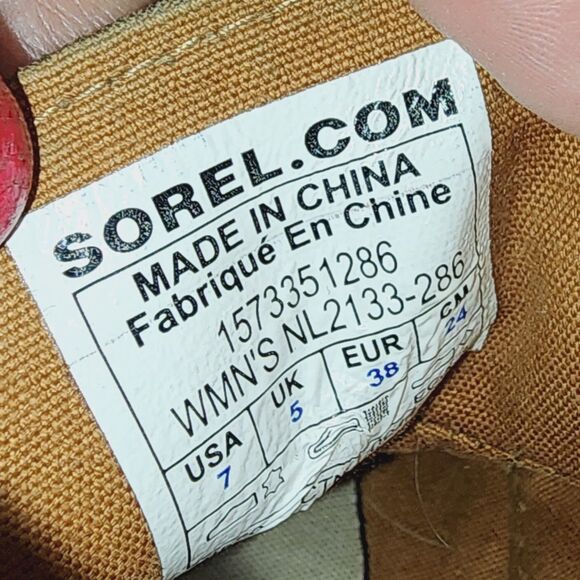 SOREL.COM
MADE IN CHINA
Fabriqué En Chine
1573351286
WMN'S NL2133-286
USA UK EUR CM
7 5 38 24